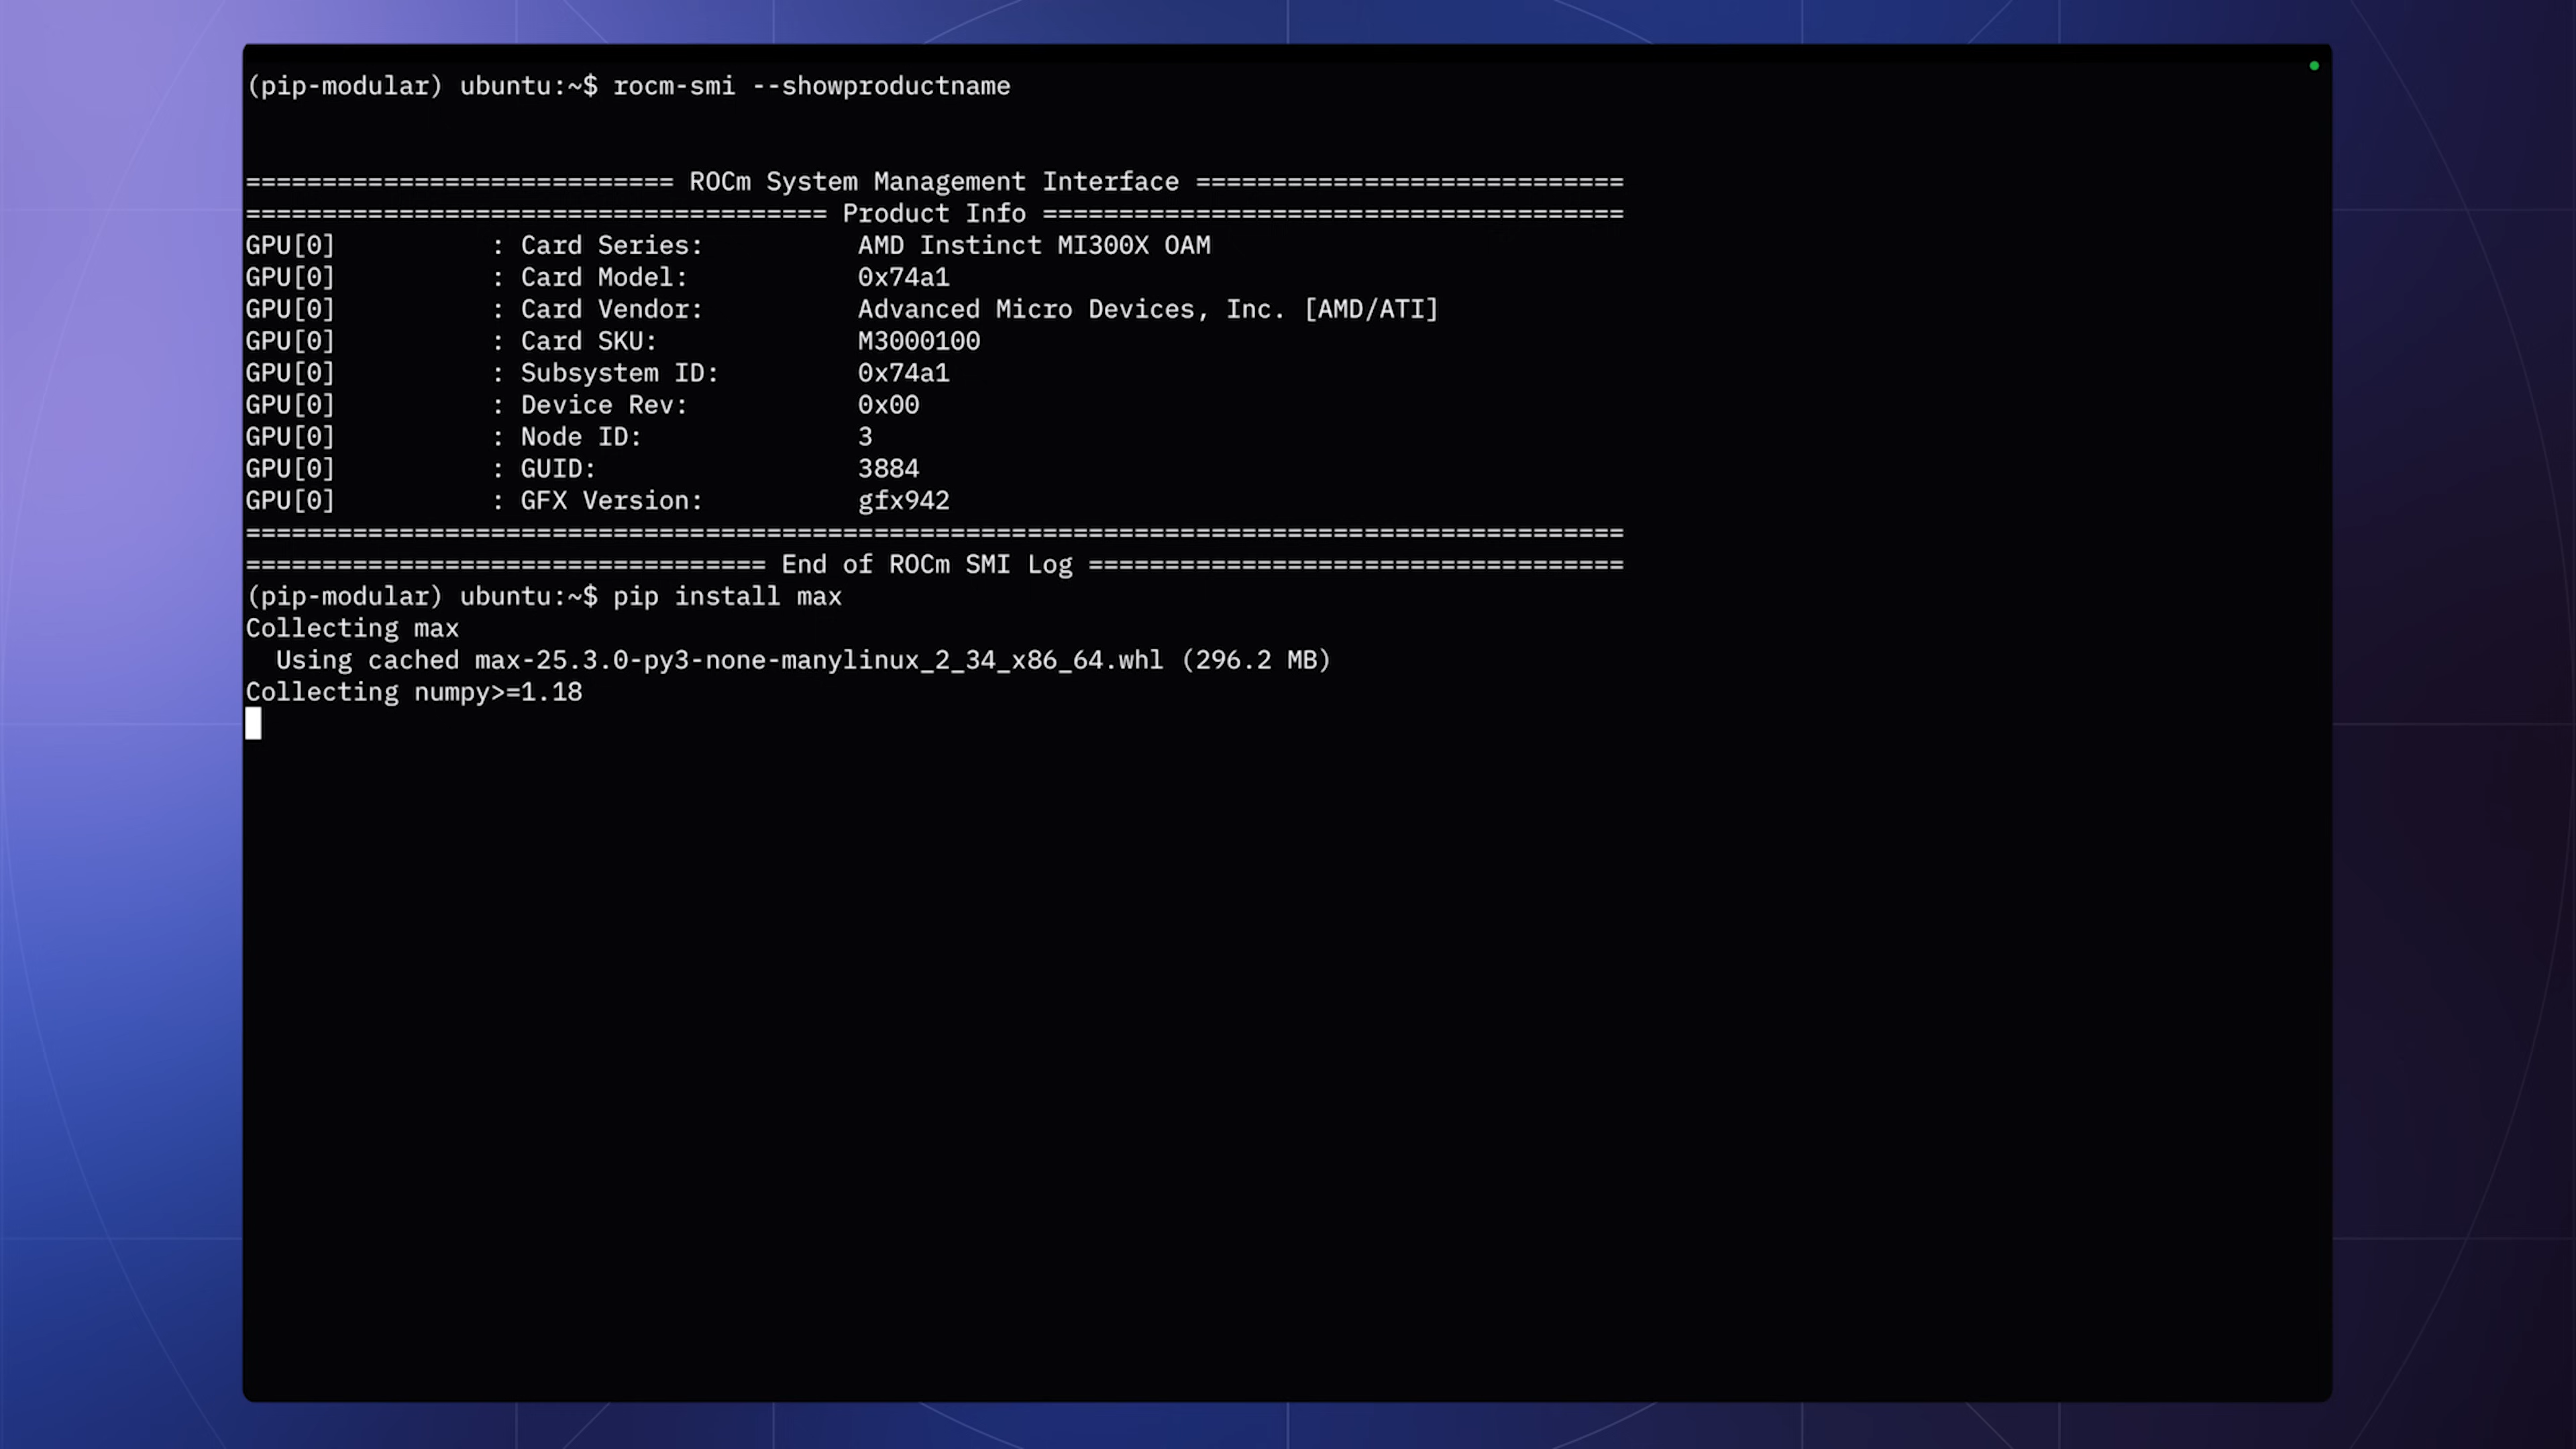 (pip-modular) ubuntu:~$ rocm-smi --showproductname
============================ ROCm System Management Interface ============================
====================================== Product Info ======================================
GPU[0] : Card Series: AMD Instinct MI300X OAM
GPU[0] : Card Model: 0x74a1
GPU[0] : Card Vendor: Advanced Micro Devices, Inc. [AMD/ATI]
GPU[0] : Card SKU: M3000100
GPU[0] : Subsystem ID: 0x74a1
GPU[0] : Device Rev: 0x00
GPU[0] : Node ID: 3
GPU[0] : GUID: 3884
GPU[0] : GFX Version: gfx942
==========================================================================================
================================== End of ROCm SMI Log ===================================
(pip-modular) ubuntu:~$ pip install max
Collecting max
  Using cached max-25.3.0-py3-none-manylinux_2_34_x86_64.whl (296.2 MB)
Collecting numpy>=1.18